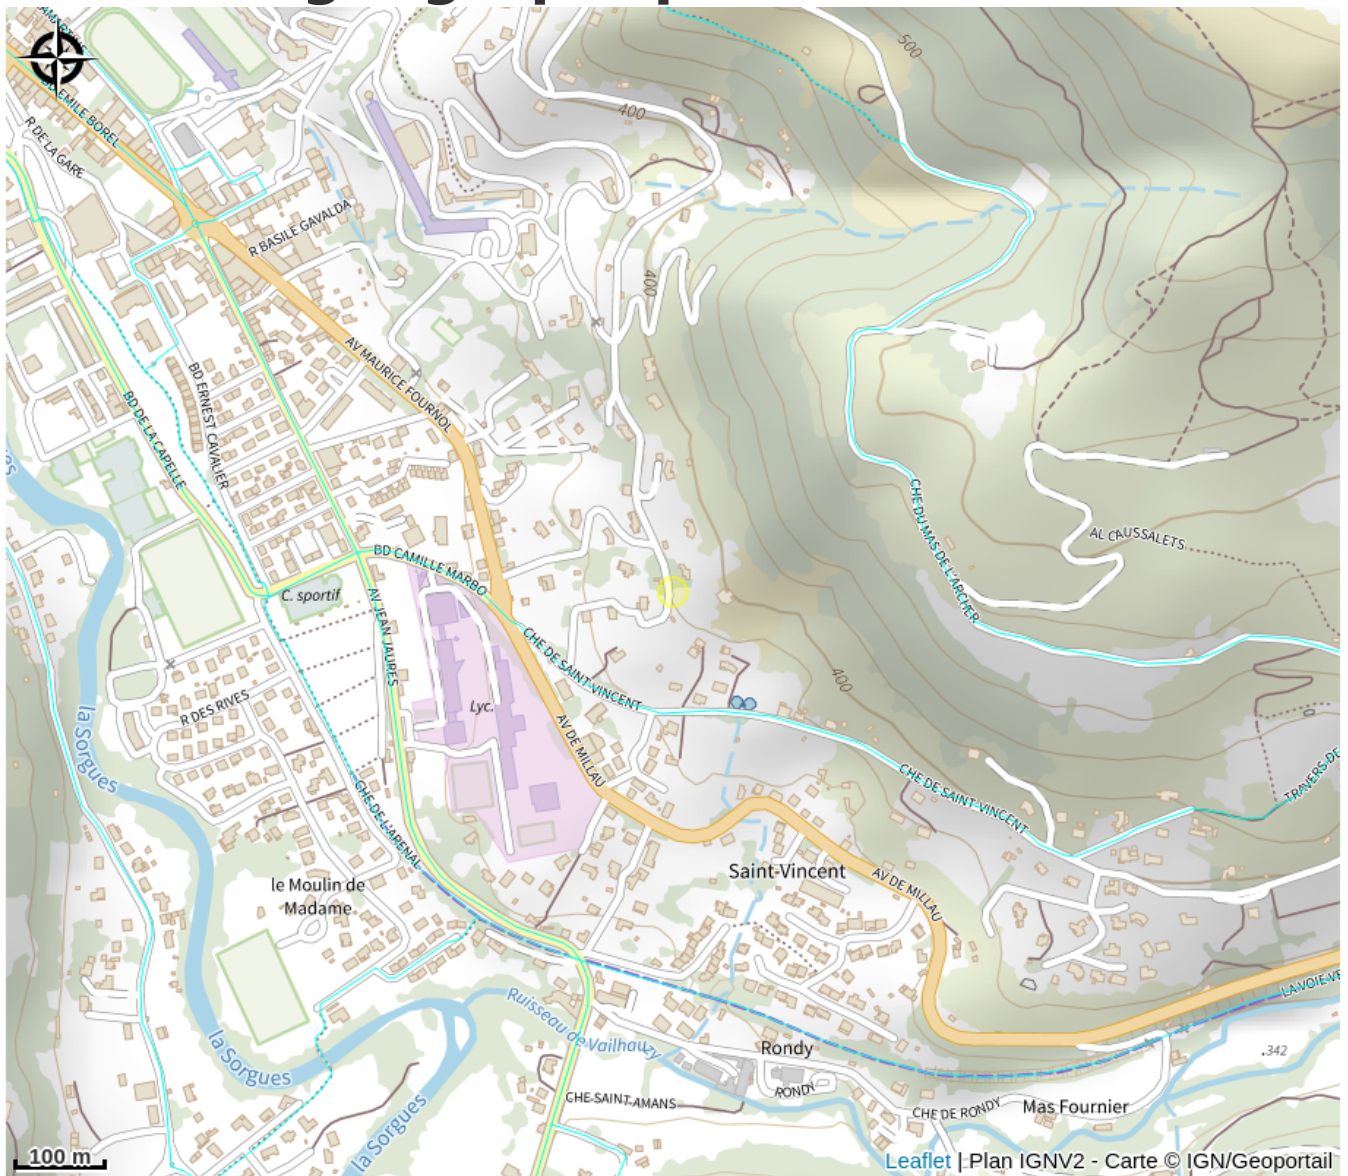 500
400
BD EMILE BOREL
R DE LA GARE
R BASILE GAVALDA
400
AV MAURICE FOURNOL
BD ERNEST CAVALIER
BD DE LA CAPELLE
CHE DU MAS DE L'ARCHER
AL CAUSSALETS
BD CAMILLE MARBO
C. sportif
AV JEAN JAURES
CHE DE SAINT-VINCENT
400
Lyc.
R DES RIVES
la Sorgues
AV DE MILLAU
CHE DE SAINT-VINCENT
TRAVERS DE
CHE DE L'ARENAL
Saint-Vincent
AV DE MILLAU
le Moulin de
Madame
LA VOIE VE
Ruisseau de Vailhauzy
la Sorgues
Rondy
.342
RONDY
CHE SAINT-AMANS
CHE DE RONDY
Mas Fournier
la Sorgues
100 m
Leaflet | Plan IGNV2 - Carte © IGN/Geoportail